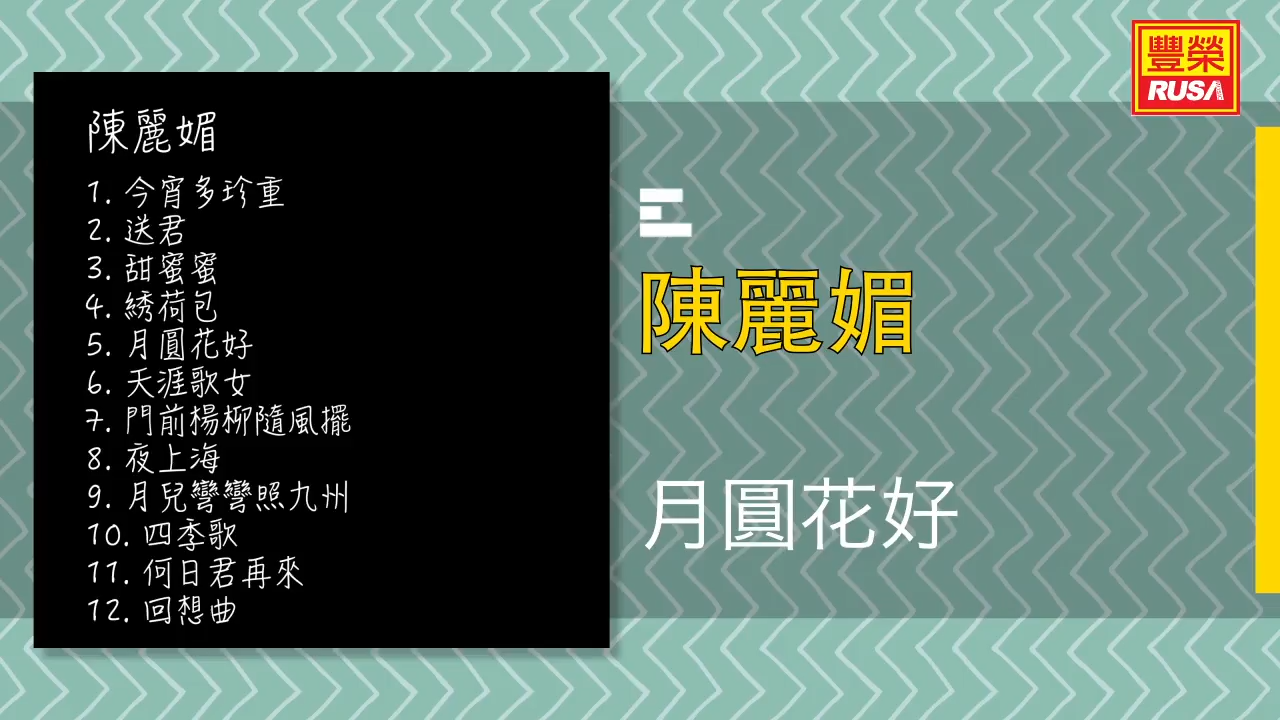 陳麗媚
1. 今宵多珍重
2. 送君
3. 甜蜜蜜
4. 綉荷包
5. 月圓花好
6. 天涯歌女
7. 門前楊柳隨風擺
8. 夜上海
9. 月兒彎彎照九州
10. 四季歌
11. 何日君再來
12. 回想曲
豐榮
RUSA
陳麗媚
月圓花好